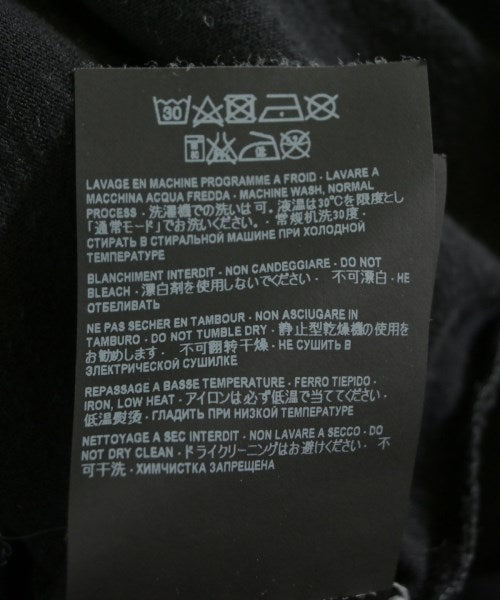 30
LAVAGE EN MACHINE PROGRAMME A FROID - LAVARE A
MACCHINA ACQUA FREDDA - MACHINE WASH, NORMAL
PROCESS - 洗濯機での洗いは可。液温は30℃を限度とし
「通常モード」でお洗いください。- 常规机洗30度 -
СТИРАТЬ В СТИРАЛЬНОЙ МАШИНЕ ПРИ ХОЛОДНОЙ
ТЕМПЕРАТУРЕ
BLANCHIMENT INTERDIT - NON CANDEGGIARE - DO NOT
BLEACH - 漂白剤を使用しないでください - 不可漂白 - НЕ
ОТБЕЛИВАТЬ
NE PAS SECHER EN TAMBOUR - NON ASCIUGARE IN
TAMBURO - DO NOT TUMBLE DRY - 静止型乾燥機の使用を
お勧めします - 不可翻转干燥 - НЕ СУШИТЬ В
ЭЛЕКТРИЧЕСКОЙ СУШИЛКЕ
REPASSAGE A BASSE TEMPERATURE - FERRO TIEPIDO -
IRON, LOW HEAT - アイロンは必ず低温で当ててください -
低温熨烫 - ГЛАДИТЬ ПРИ НИЗКОЙ ТЕМПЕРАТУРЕ
NETTOYAGE A SEC INTERDIT - NON LAVARE A SECCO - DO
NOT DRY CLEAN - ドライクリーニングはお避けください - 不
可干洗 - ХИМЧИСТКА ЗАПРЕЩЕНА